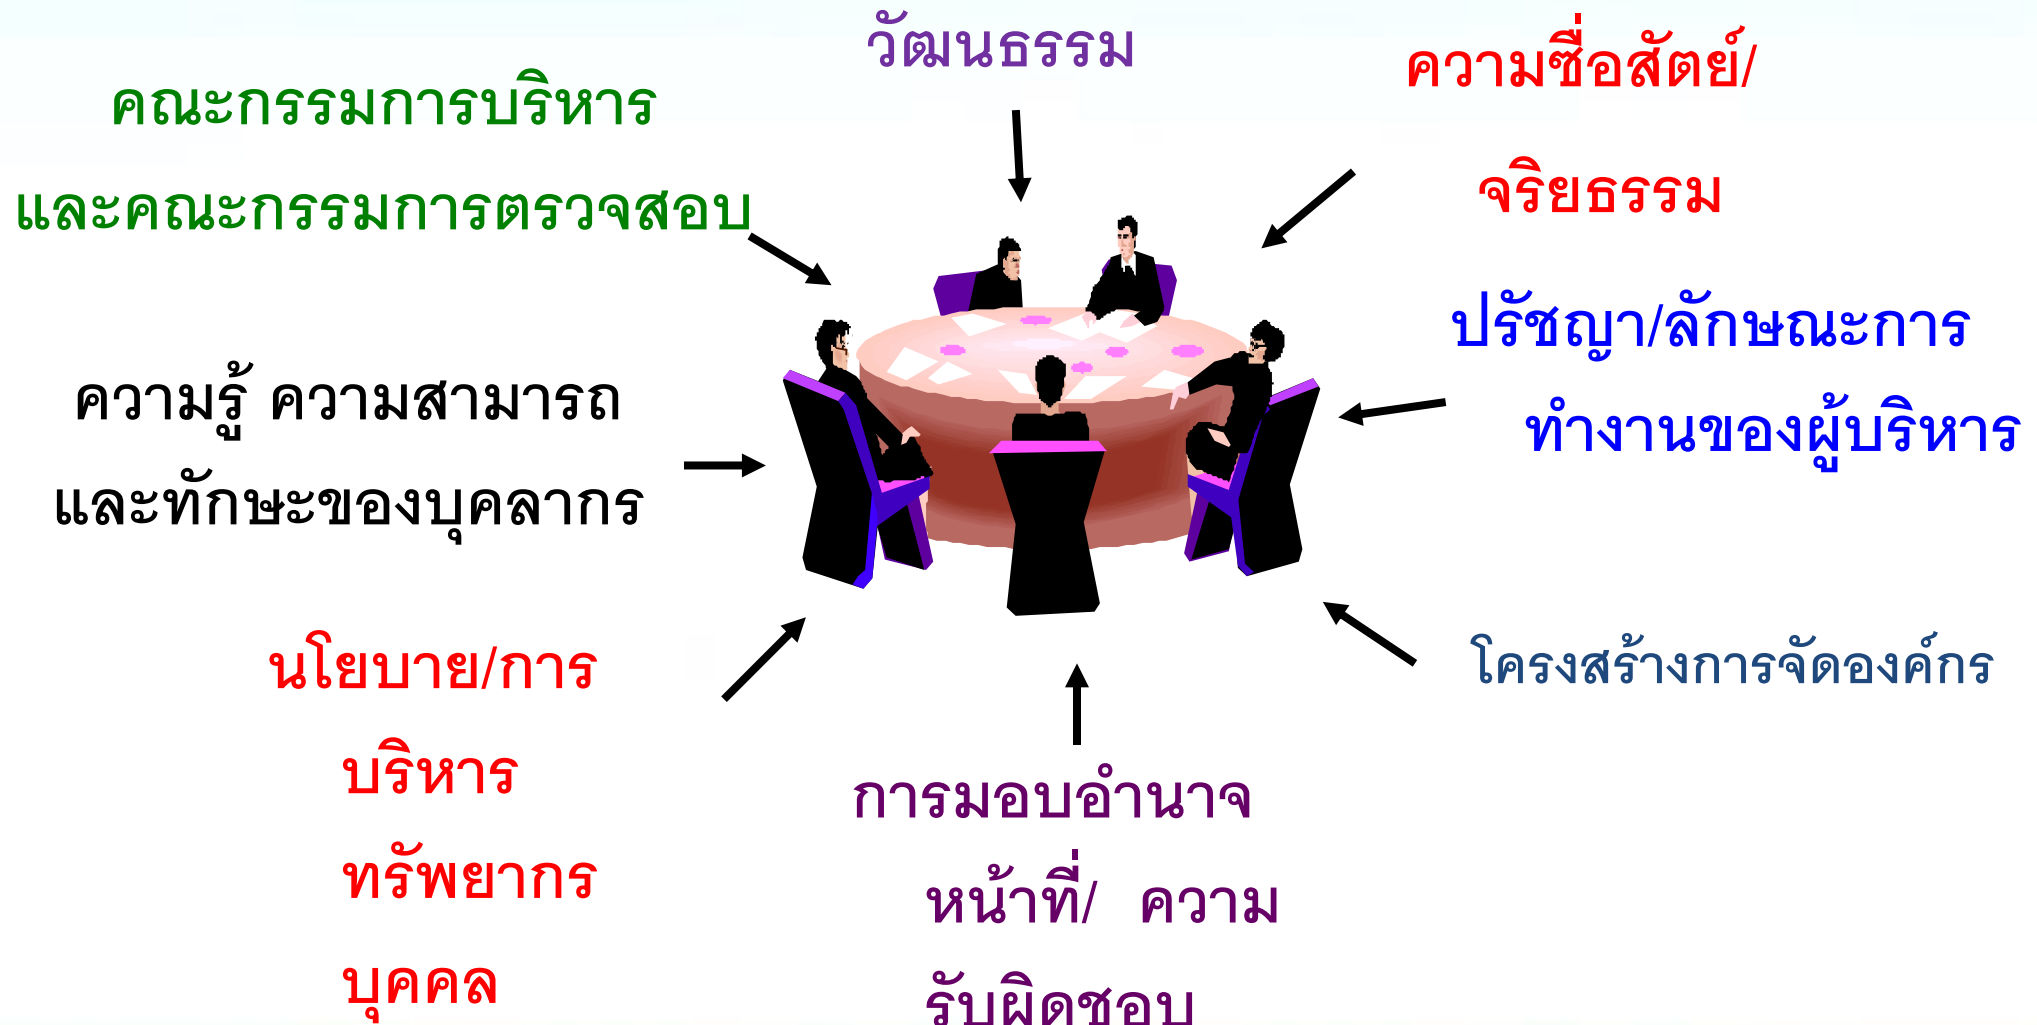 วัฒนธรรม
ความซื่อสัตย์/
จริยธรรม
คณะกรรมการบริหาร
และคณะกรรมการตรวจสอบ
ปรัชญา/ลักษณะการ
ทำงานของผู้บริหาร
ความรู้ ความสามารถ
และทักษะของบุคลากร
โครงสร้างการจัดองค์กร
นโยบาย/การ
บริหาร
ทรัพยากร
บุคคล
การมอบอำนาจ
หน้าที่/ ความ
รับผิดชอบ